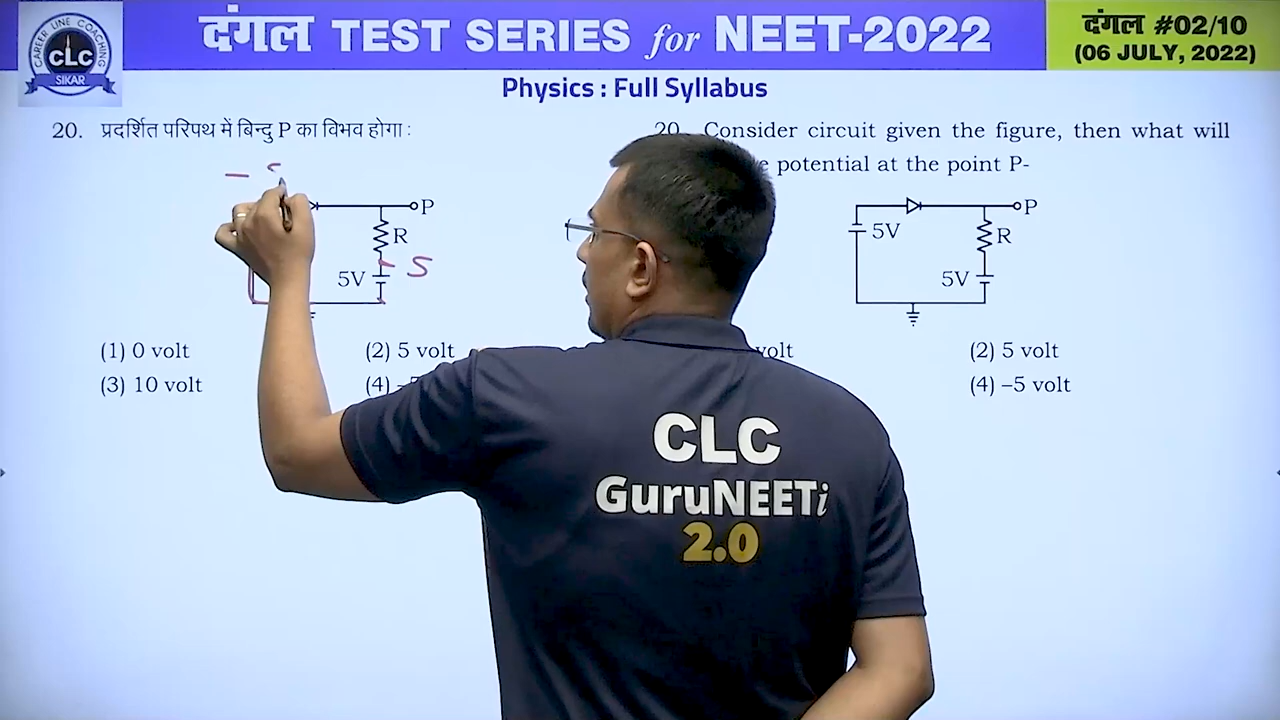 CAREER LINE COACHING
CLC
SIKAR
दंगल TEST SERIES for NEET-2022
दंगल #02/10
(06 JULY, 2022)
Physics : Full Syllabus
20. प्रदर्शित परिपथ में बिन्दु P का विभव होगा :
P
R
5V
- 5
(1) 0 volt
(2) 5 volt
(3) 10 volt
20. Consider circuit given the figure, then what will
potential at the point P-
P
5V
R
5V
volt
(2) 5 volt
(4) –5 volt
CLC
GuruNEETi
2.0